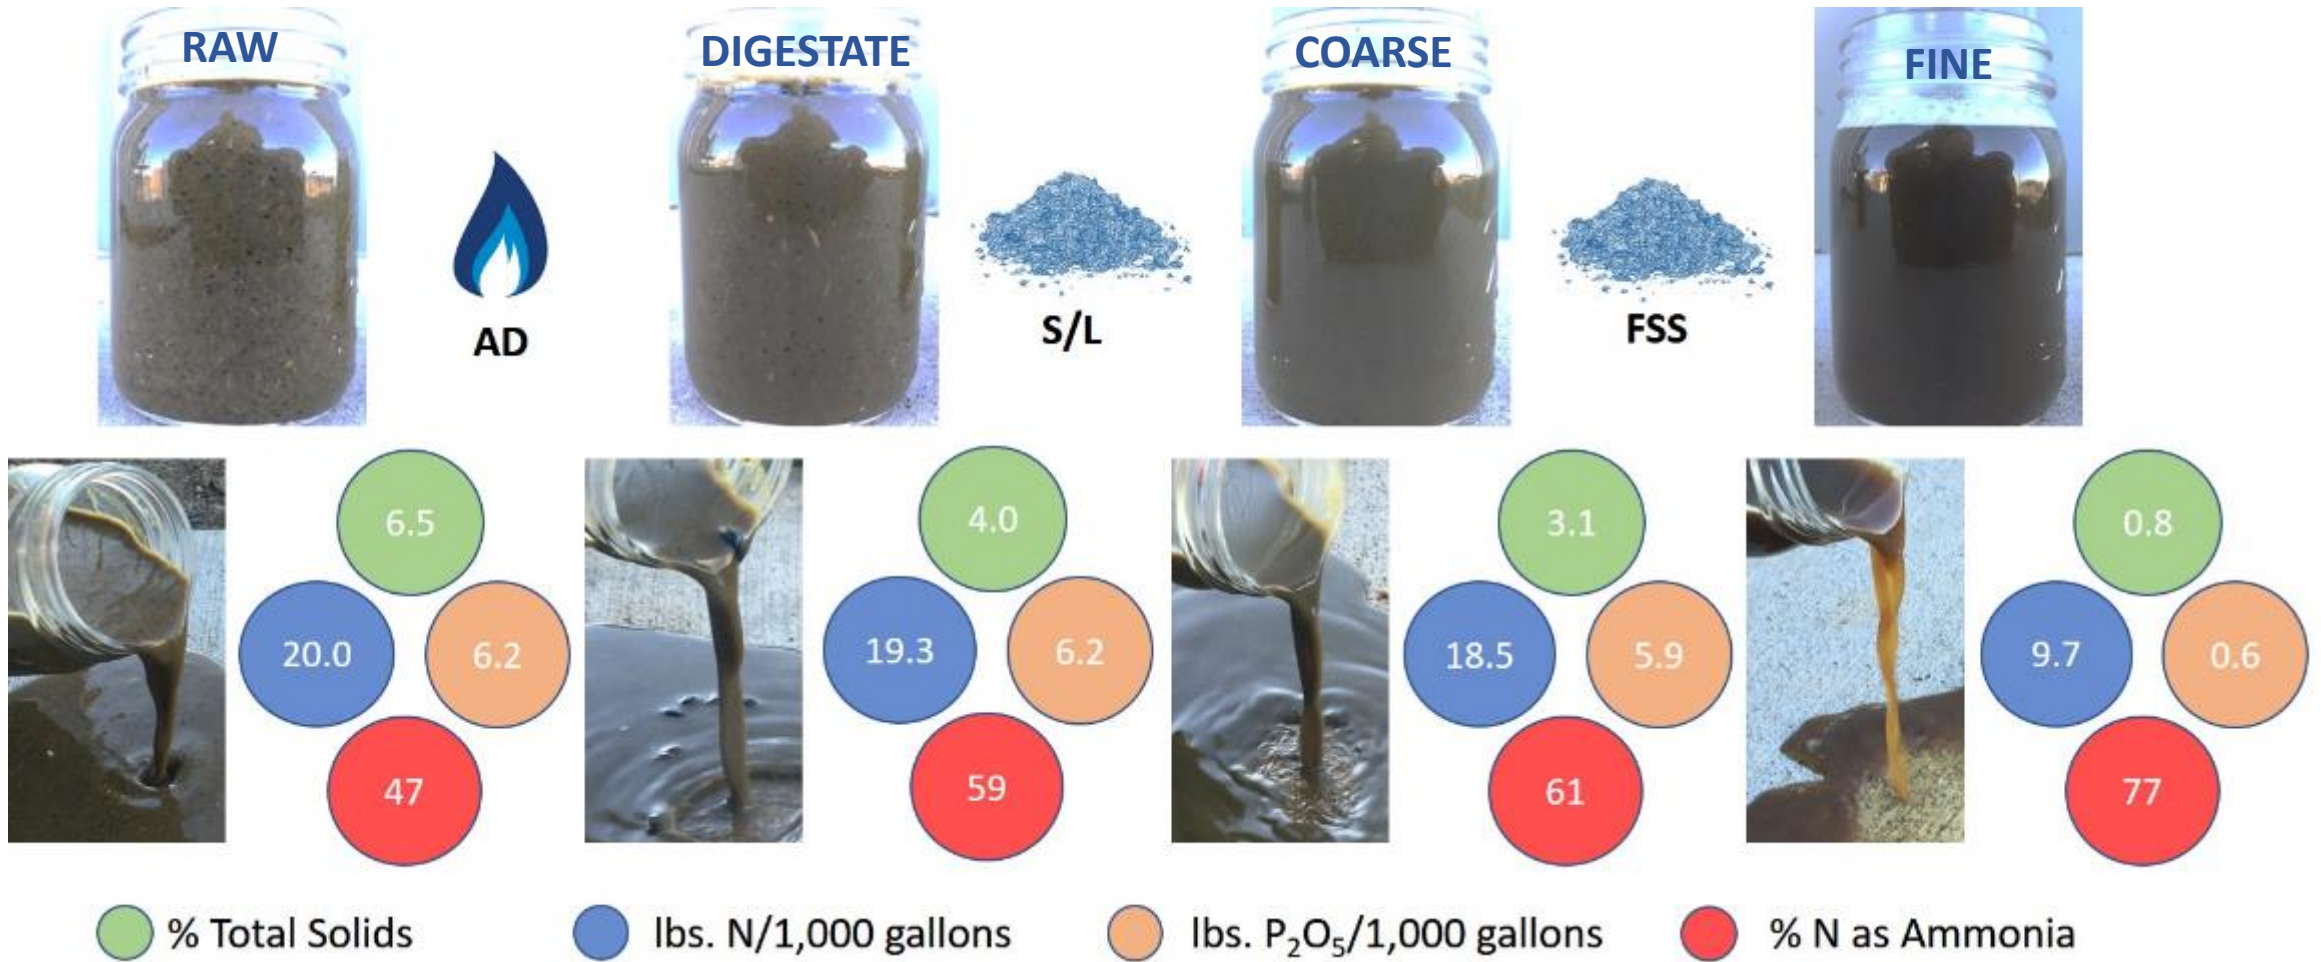 RAW
DIGESTATE
COARSE
FINE
AD
S/L
FSS
6.5
20.0
6.2
47
4.0
19.3
6.2
59
3.1
18.5
5.9
61
0.8
9.7
0.6
77
% Total Solids
lbs. N/1,000 gallons
lbs. P₂O₅/1,000 gallons
% N as Ammonia